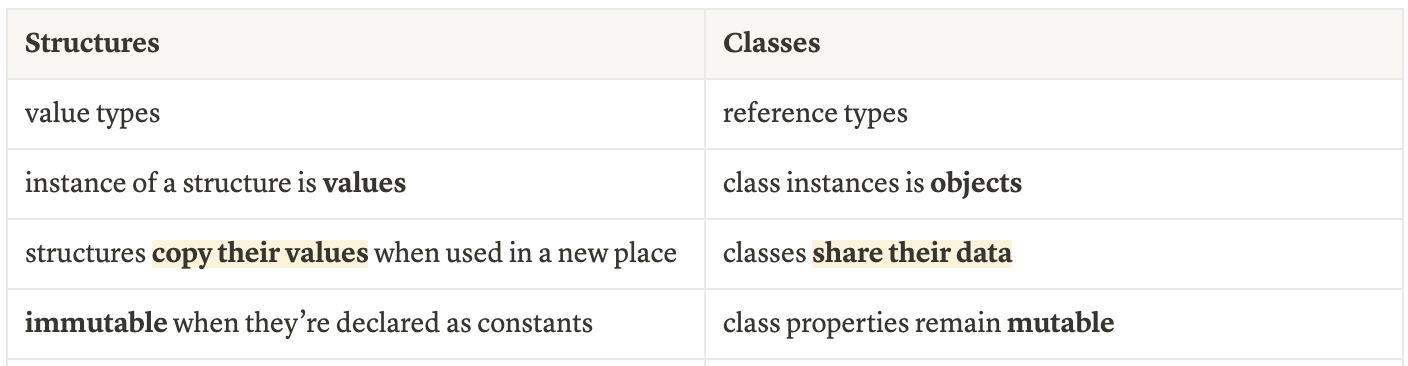 Structures Classes
value types reference types
instance of a structure is values class instances is objects
structures copy their values when used in a new place classes share their data
immutable when they’re declared as constants class properties remain mutable